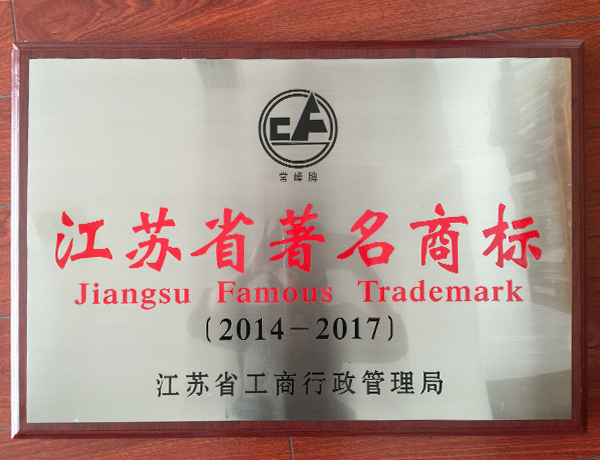 CF
常峰牌
江苏省著名商标
Jiangsu Famous Trademark
(2014－2017)
江苏省工商行政管理局